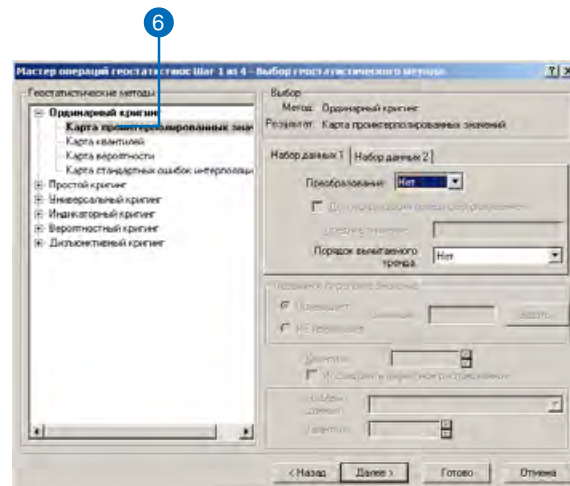 6
Мастер операций геостатистики: Шаг 1 из 4 - Выбор геостатистического метода
Геостатистические методы
Ординарный кригинг
Карта проинтерполированных знач
Карта квантилей
Карта вероятности
Карта стандартных ошибок интерполяци
Простой кригинг
Универсальный кригинг
Индикаторный кригинг
Вероятностный кригинг
Дизъюнктивный кригинг
Выбор
Метод: Ординарный кригинг
Результат: Карта проинтерполированных значений
Набор данных 1
Набор данных 2
Преобразование: Нет
Порядок вычитаемого тренда: Нет
< Назад
Далее >
Готово
Отмена